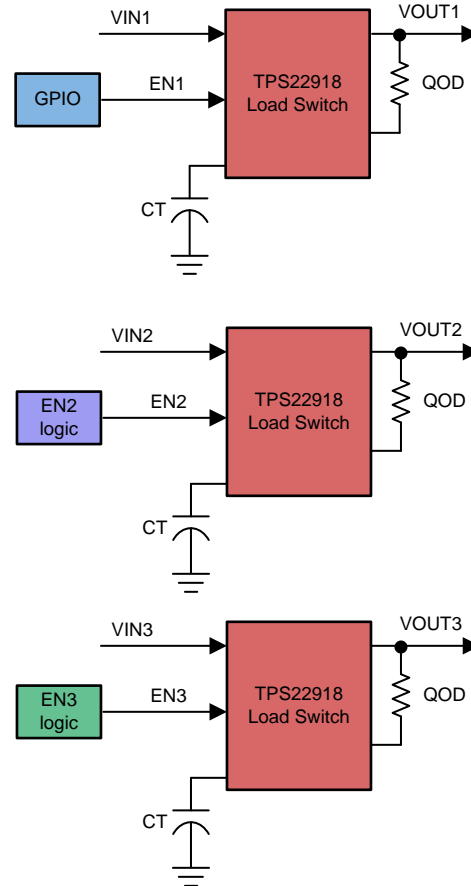 VIN1
VOUT1
GPIO
EN1
TPS22918
Load Switch
QOD
CT
VIN2
VOUT2
EN2
logic
EN2
TPS22918
Load Switch
QOD
CT
VIN3
VOUT3
EN3
logic
EN3
TPS22918
Load Switch
QOD
CT